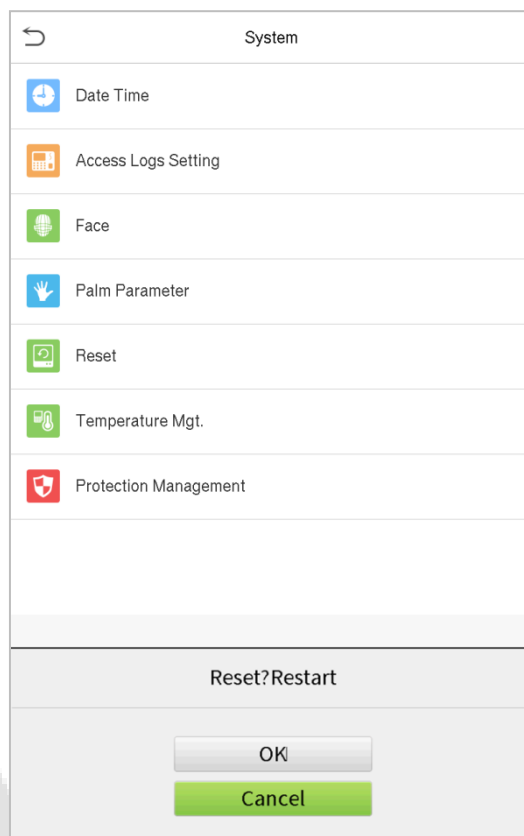 System
Date Time
Access Logs Setting
Face
Palm Parameter
Reset
Temperature Mgt.
Protection Management
Reset?Restart
OK
Cancel